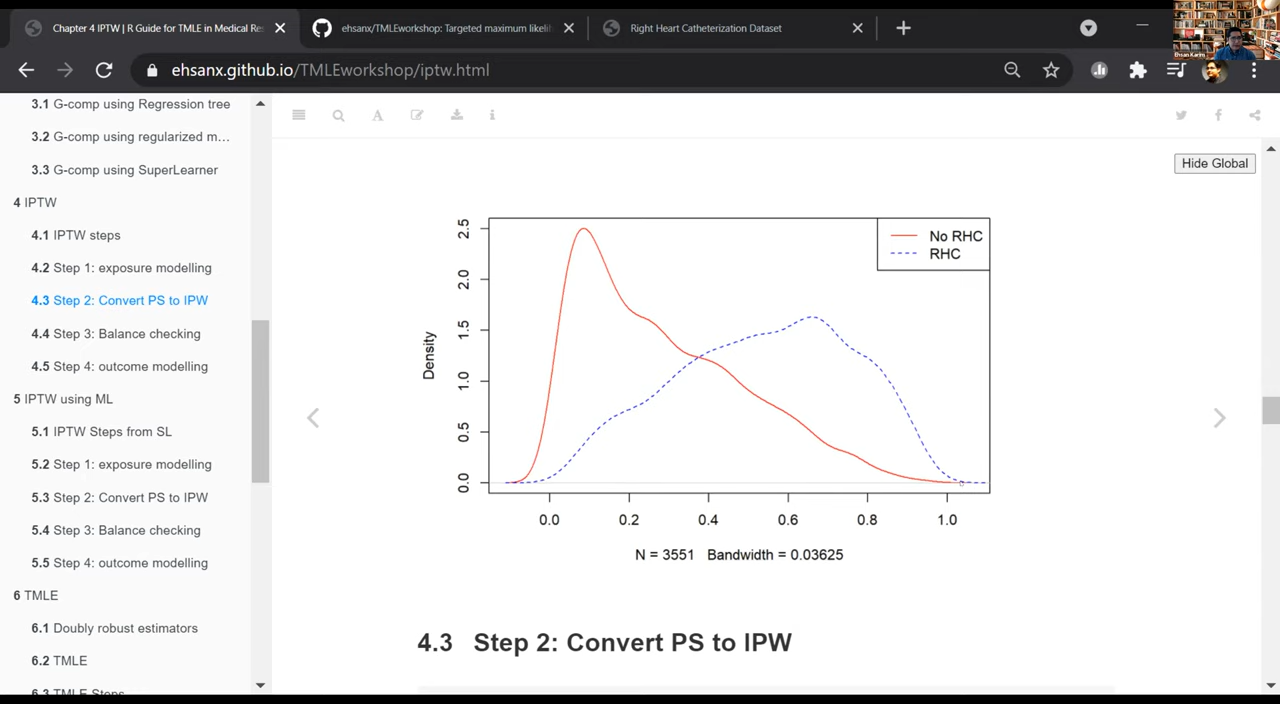 Chapter 4 IPTW | R Guide for TMLE in Medical Re
ehsanx/TMLEworkshop: Targeted maximum likeli
Right Heart Catheterization Dataset
Ehsan Karim
ehsanx.github.io/TMLEworkshop/iptw.html
3.1 G-comp using Regression tree
3.2 G-comp using regularized m…
3.3 G-comp using SuperLearner
4 IPTW
4.1 IPTW steps
4.2 Step 1: exposure modelling
4.3 Step 2: Convert PS to IPW
4.4 Step 3: Balance checking
4.5 Step 4: outcome modelling
5 IPTW using ML
5.1 IPTW Steps from SL
5.2 Step 1: exposure modelling
5.3 Step 2: Convert PS to IPW
5.4 Step 3: Balance checking
5.5 Step 4: outcome modelling
6 TMLE
6.1 Doubly robust estimators
6.2 TMLE
6.3 TMLE Steps
A
i
Hide Global
No RHC
RHC
Density
2.5
2.0
1.5
1.0
0.5
0.0
0.0 0.2 0.4 0.6 0.8 1.0
N = 3551 Bandwidth = 0.03625
4.3 Step 2: Convert PS to IPW